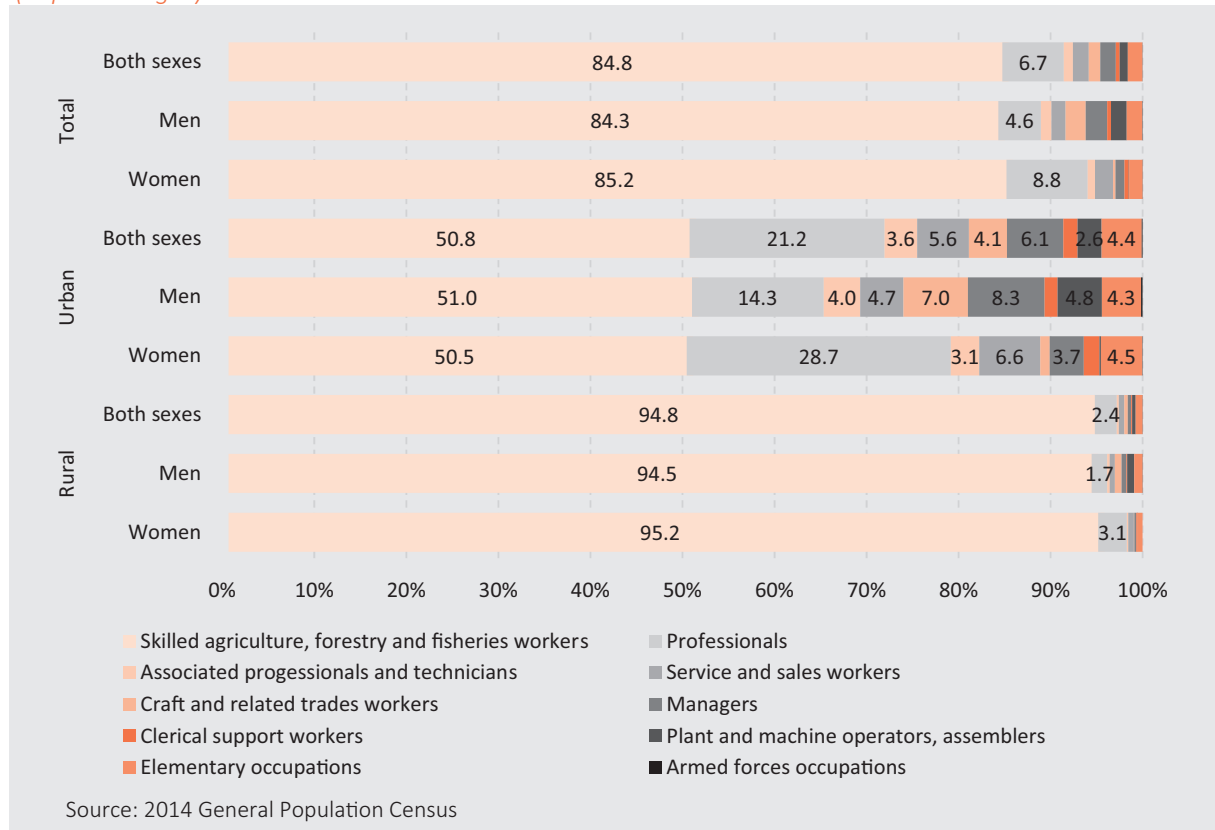 Both sexes 84.8 6.7
Total
Men 84.3 4.6
Women 85.2 8.8
Both sexes 50.8 21.2 3.6 5.6 4.1 6.1 2.6 4.4
Urban
Men 51.0 14.3 4.0 4.7 7.0 8.3 4.8 4.3
Women 50.5 28.7 3.1 6.6 3.7 4.5
Both sexes 94.8 2.4
Rural
Men 94.5 1.7
Women 95.2 3.1
0% 10% 20% 30% 40% 50% 60% 70% 80% 90% 100%
Skilled agriculture, forestry and fisheries workers Professionals
Associated progessionals and technicians Service and sales workers
Craft and related trades workers Managers
Clerical support workers Plant and machine operators, assemblers
Elementary occupations Armed forces occupations
Source: 2014 General Population Census